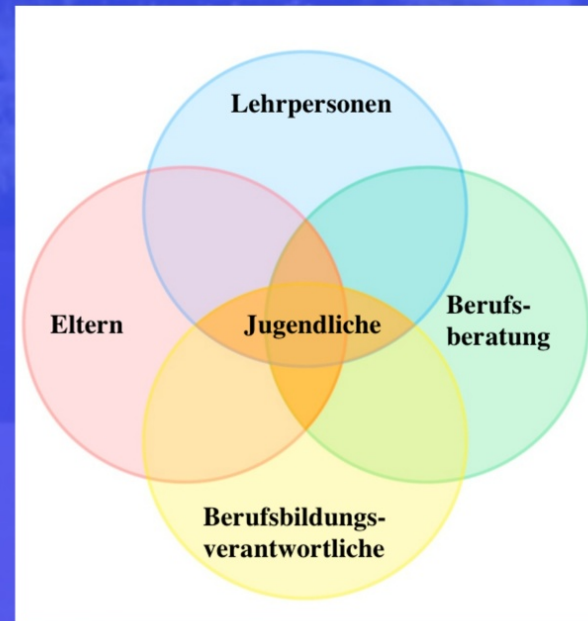 Lehrpersonen
Eltern
Jugendliche
Berufs-
beratung
Berufsbildungs-
verantwortliche